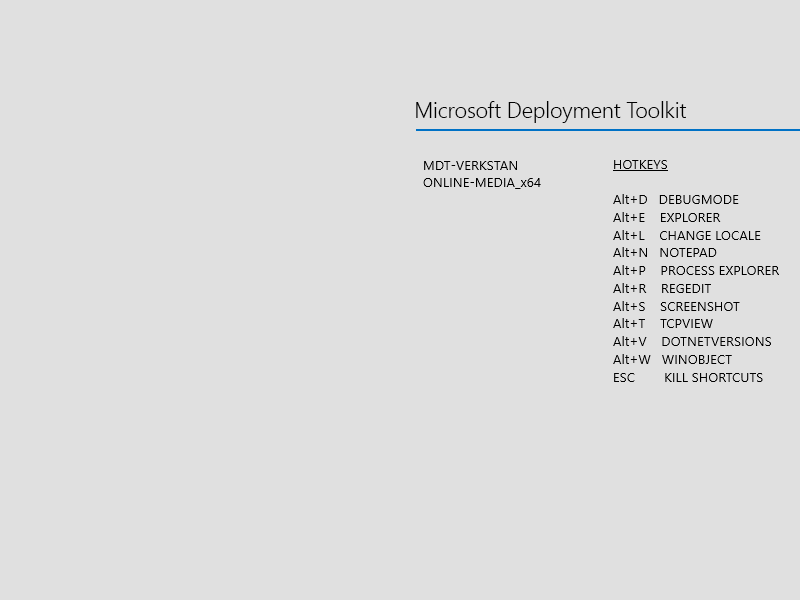 Microsoft Deployment Toolkit
MDT-VERKSTAN
ONLINE-MEDIA_x64
HOTKEYS
Alt+D DEBUGMODE
Alt+E EXPLORER
Alt+L CHANGE LOCALE
Alt+N NOTEPAD
Alt+P PROCESS EXPLORER
Alt+R REGEDIT
Alt+S SCREENSHOT
Alt+T TCPVIEW
Alt+V DOTNETVERSIONS
Alt+W WINOBJECT
ESC KILL SHORTCUTS